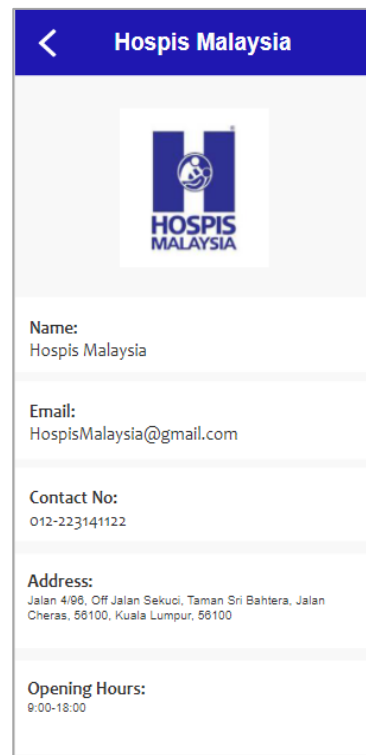 Hospis Malaysia
HOSPIS
MALAYSIA
Name:
Hospis Malaysia
Email:
HospisMalaysia@gmail.com
Contact No:
012-223141122
Address:
Jalan 4/96, Off Jalan Sekuci, Taman Sri Bahtera, Jalan
Cheras, 56100, Kuala Lumpur, 56100
Opening Hours:
9:00-18:00